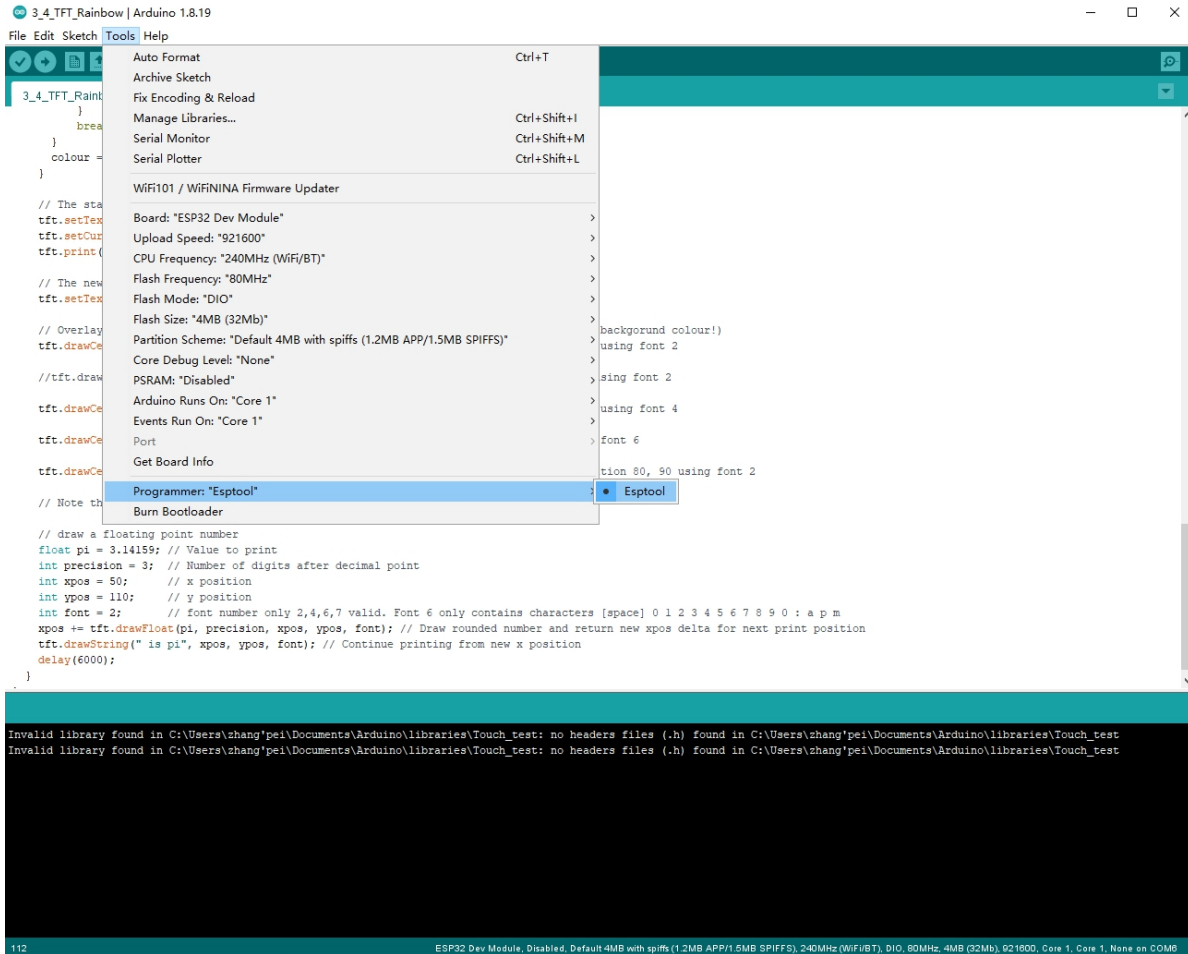 3_4_TFT_Rainbow | Arduino 1.8.19
File Edit Sketch Tools Help
Auto Format Ctrl+T
Archive Sketch
3_4_TFT_Rainb
Fix Encoding & Reload
}
Manage Libraries... Ctrl+Shift+I
brea
Serial Monitor Ctrl+Shift+M
}
colour =
Serial Plotter Ctrl+Shift+L
}
WiFi101 / WiFiNINA Firmware Updater
// The sta
tft.setTex
Board: "ESP32 Dev Module"
tft.setCur
Upload Speed: "921600"
tft.print(
CPU Frequency: "240MHz (WiFi/BT)"
// The new
Flash Frequency: "80MHz"
tft.setTex
Flash Mode: "DIO"
Flash Size: "4MB (32Mb)"
// Overlay
backgorund colour!)
tft.drawCe
Partition Scheme: "Default 4MB with spiffs (1.2MB APP/1.5MB SPIFFS)"
using font 2
Core Debug Level: "None"
//tft.draw
PSRAM: "Disabled"
sing font 2
Arduino Runs On: "Core 1"
tft.drawCe
using font 4
Events Run On: "Core 1"
tft.drawCe
Port
font 6
Get Board Info
tft.drawCe
tion 80, 90 using font 2
Programmer: "Esptool"
Esptool
// Note th
Burn Bootloader
// draw a floating point number
float pi = 3.14159; // Value to print
int precision = 3; // Number of digits after decimal point
int xpos = 50; // x position
int ypos = 110; // y position
int font = 2; // font number only 2,4,6,7 valid. Font 6 only contains characters [space] 0 1 2 3 4 5 6 7 8 9 0 : a p m
xpos += tft.drawFloat(pi, precision, xpos, ypos, font); // Draw rounded number and return new xpos delta for next print position
tft.drawString(" is pi", xpos, ypos, font); // Continue printing from new x position
delay(6000);
}
Invalid library found in C:\Users\zhang'pei\Documents\Arduino\libraries\Touch_test: no headers files (.h) found in C:\Users\zhang'pei\Documents\Arduino\libraries\Touch_test
Invalid library found in C:\Users\zhang'pei\Documents\Arduino\libraries\Touch_test: no headers files (.h) found in C:\Users\zhang'pei\Documents\Arduino\libraries\Touch_test
112
ESP32 Dev Module, Disabled, Default 4MB with spiffs (1.2MB APP/1.5MB SPIFFS), 240MHz (WiFi/BT), DIO, 80MHz, 4MB (32Mb), 921600, Core 1, Core 1, None on COM6